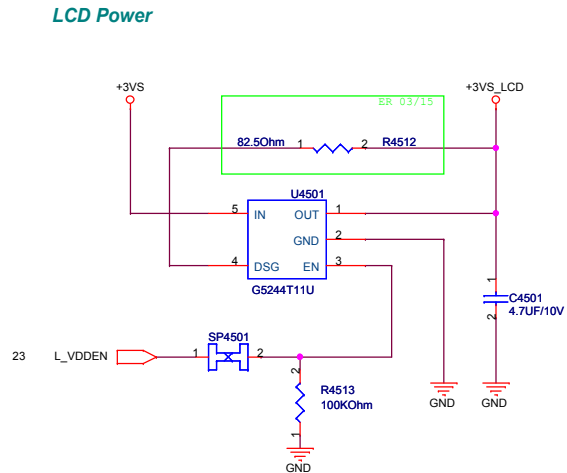 LCD Power
+3VS
+3VS_LCD
ER 03/15
82.5Ohm 1 2 R4512
U4501
5 IN OUT 1
GND 2
4 DSG EN 3
G5244T11U
1
C4501
4.7UF/10V
2
SP4501
23 L_VDDEN 1 2
2
R4513
100KOhm
1
GND GND
GND